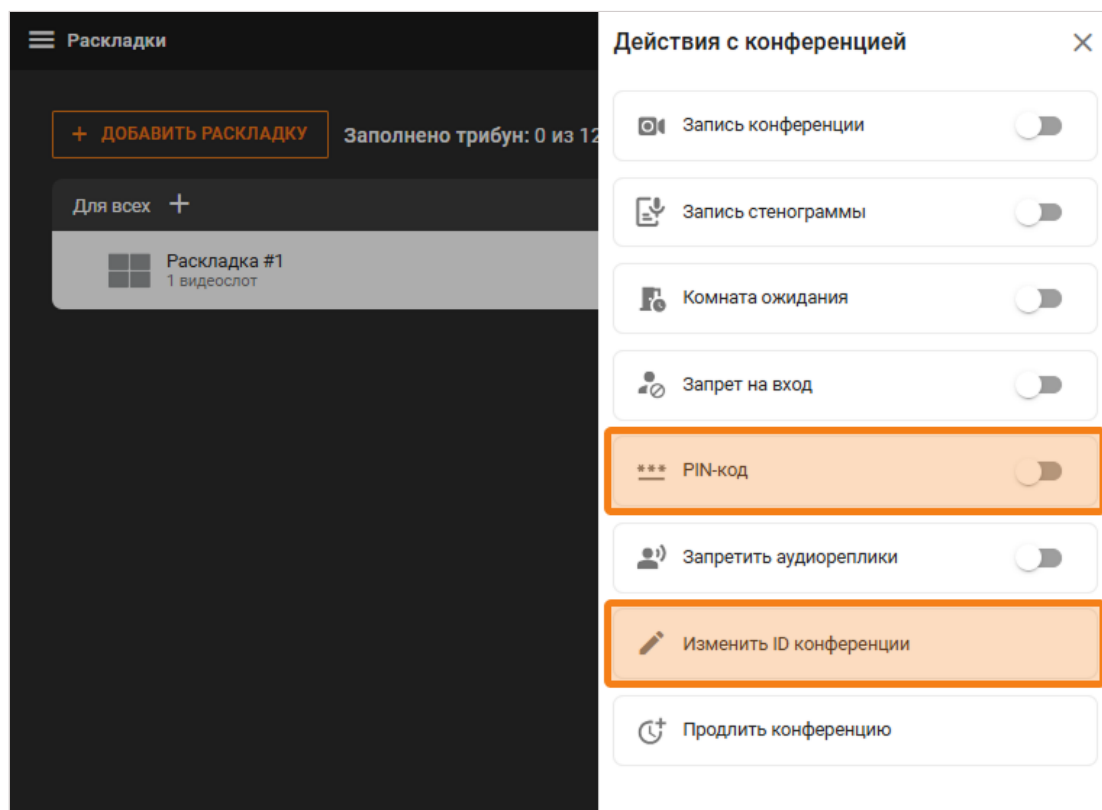 Раскладки
+ ДОБАВИТЬ РАСКЛАДКУ
Заполнено трибун: 0 из 12
Для всех +
Раскладка #1
1 видеослот
Действия с конференцией
Запись конференции
Запись стенограммы
Комната ожидания
Запрет на вход
*** PIN-код
Запретить аудиореплики
Изменить ID конференции
Продлить конференцию